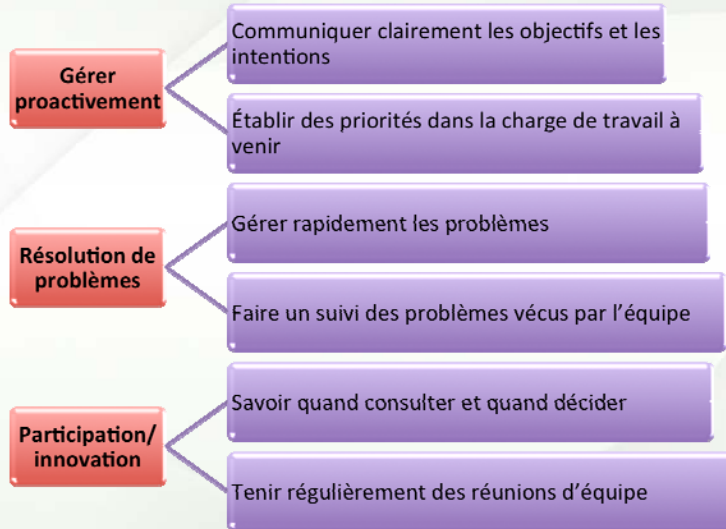 Gérer
proactivement
Communiquer clairement les objectifs et les
intentions
Établir des priorités dans la charge de travail à
venir
Résolution de
problèmes
Gérer rapidement les problèmes
Faire un suivi des problèmes vécus par l’équipe
Participation/
innovation
Savoir quand consulter et quand décider
Tenir régulièrement des réunions d’équipe